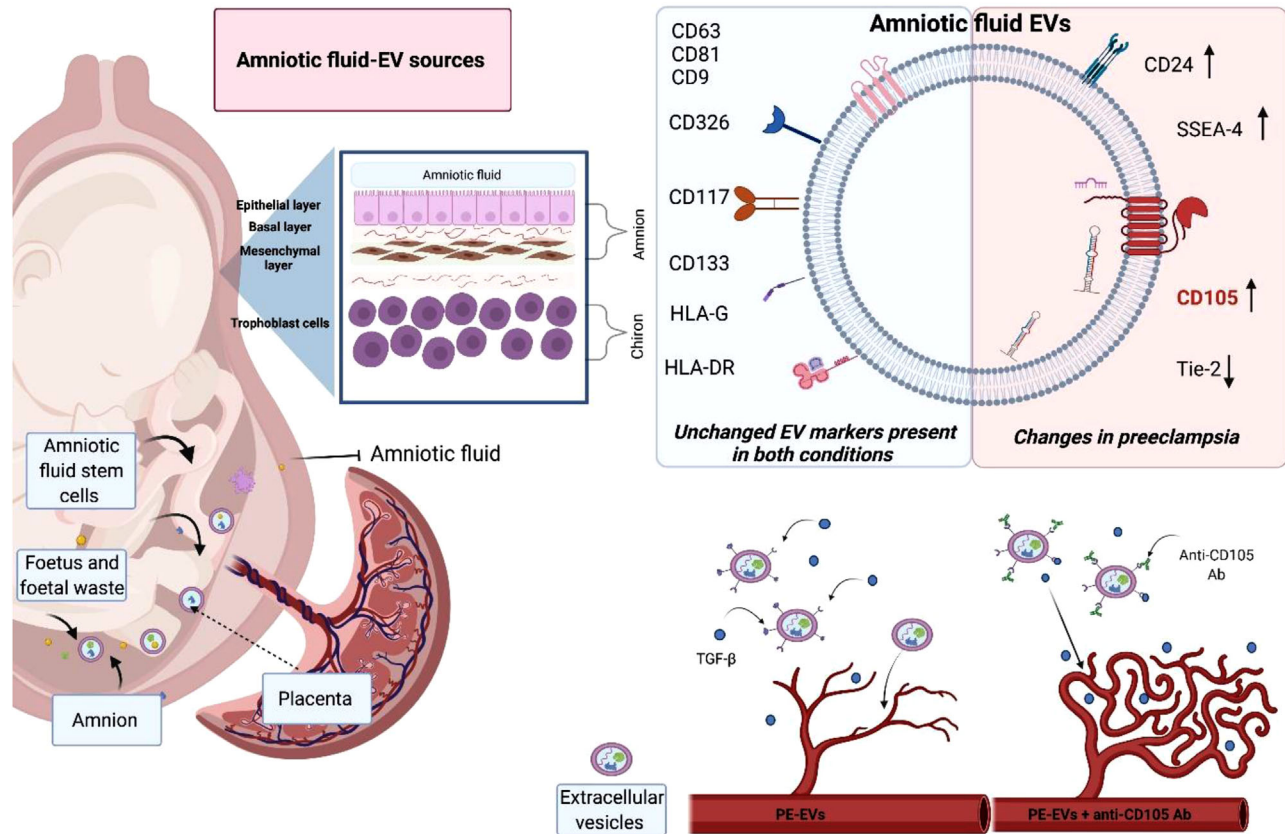 Amniotic fluid-EV sources
Amniotic fluid
Epithelial layer
Basal layer
Mesenchymal
layer
Trophoblast cells
Amnion
Chiron
Amniotic
fluid stem
cells
Foetus and
foetal waste
Amnion
Amniotic fluid
Placenta
Amniotic fluid EVs
CD63
CD81
CD9
CD326
CD117
CD133
HLA-G
HLA-DR
Unchanged EV markers present
in both conditions
CD24
SSEA-4
CD105
Tie-2
Changes in preeclampsia
TGF-β
Anti-CD105
Ab
Extracellular
vesicles
PE-EVs
PE-EVs + anti-CD105 Ab